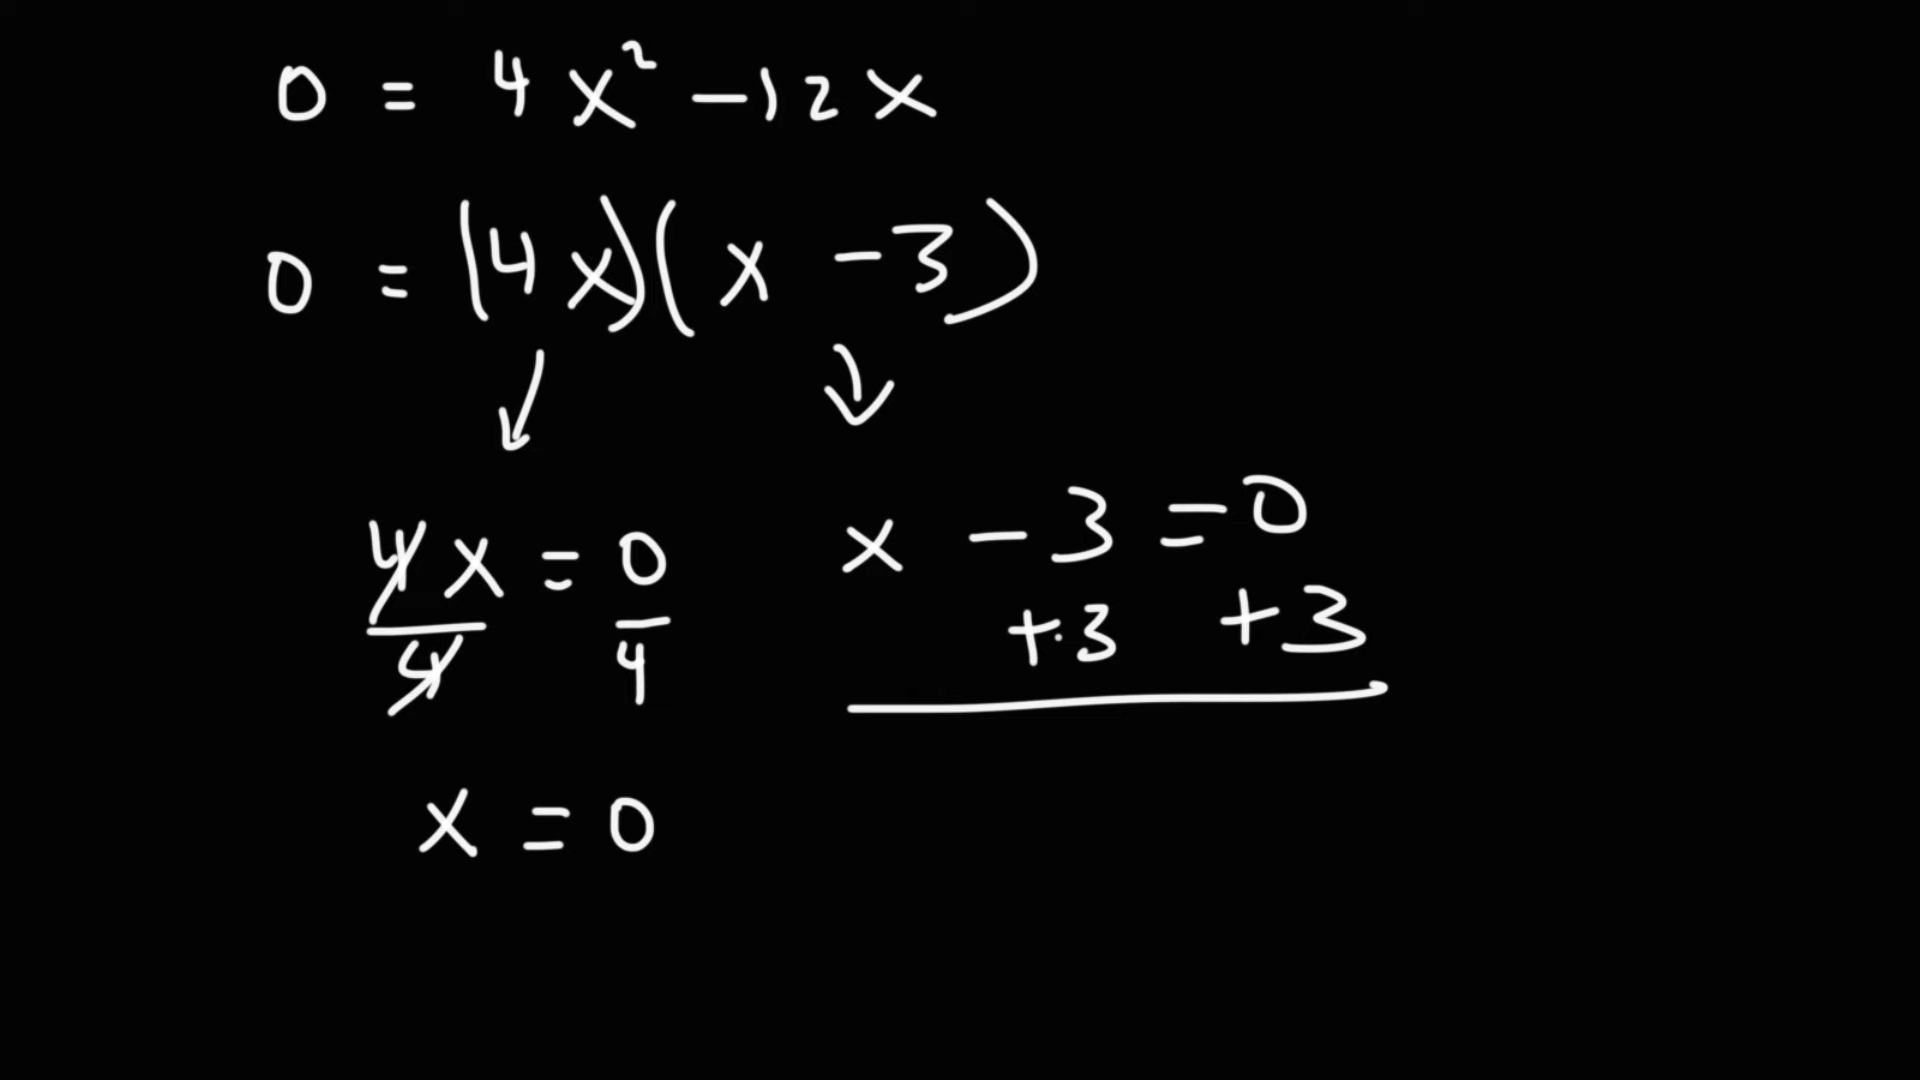 0 = 4x² - 12x
0 = (4x)(x - 3)
4x = 0
4 4
x = 0
x - 3 = 0
+3 +3